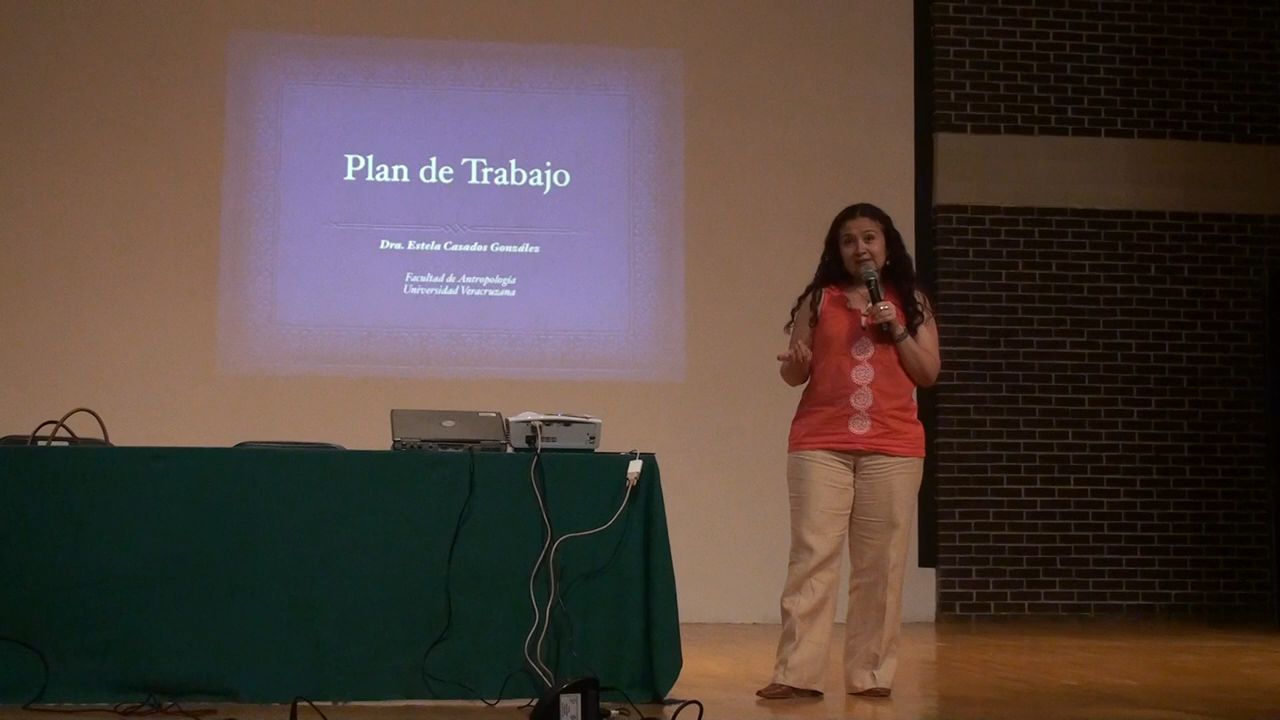 Plan de Trabajo
Dra. Estela Casados González
Facultad de Antropología
Universidad Veracruzana